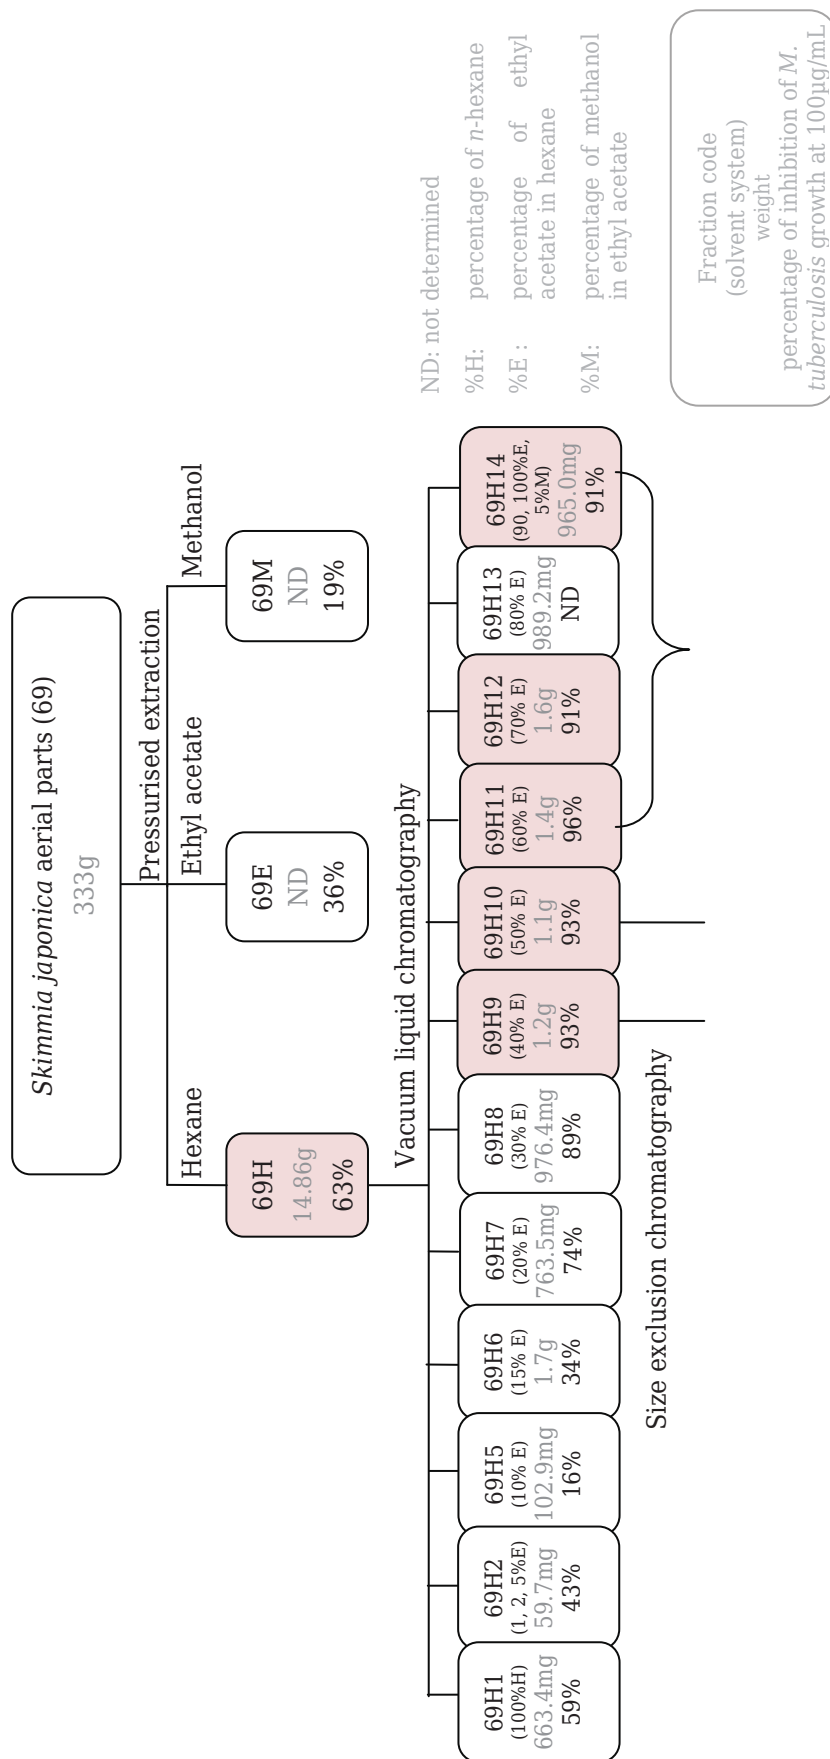 Skimmia japonica aerial parts (69)
333g
Pressurised extraction
Hexane
Ethyl acetate
Methanol
69H
14.86g
63%
69E
ND
36%
69M
ND
19%
Vacuum liquid chromatography
69H1
(100%H)
663.4mg
59%
69H2
(1, 2, 5%E)
59.7mg
43%
69H5
(10% E)
102.9mg
16%
69H6
(15% E)
1.7g
34%
69H7
(20% E)
763.5mg
74%
69H8
(30% E)
976.4mg
89%
69H9
(40% E)
1.2g
93%
69H10
(50% E)
1.1g
93%
69H11
(60% E)
1.4g
96%
69H12
(70% E)
1.6g
91%
69H13
(80% E)
989.2mg
ND
69H14
(90, 100%E,
5%M)
965.0mg
91%
Size exclusion chromatography
ND: not determined
%H: percentage of n-hexane
%E : percentage of ethyl
acetate in hexane
%M: percentage of methanol
in ethyl acetate
Fraction code
(solvent system)
weight
percentage of inhibition of M.
tuberculosis growth at 100µg/mL